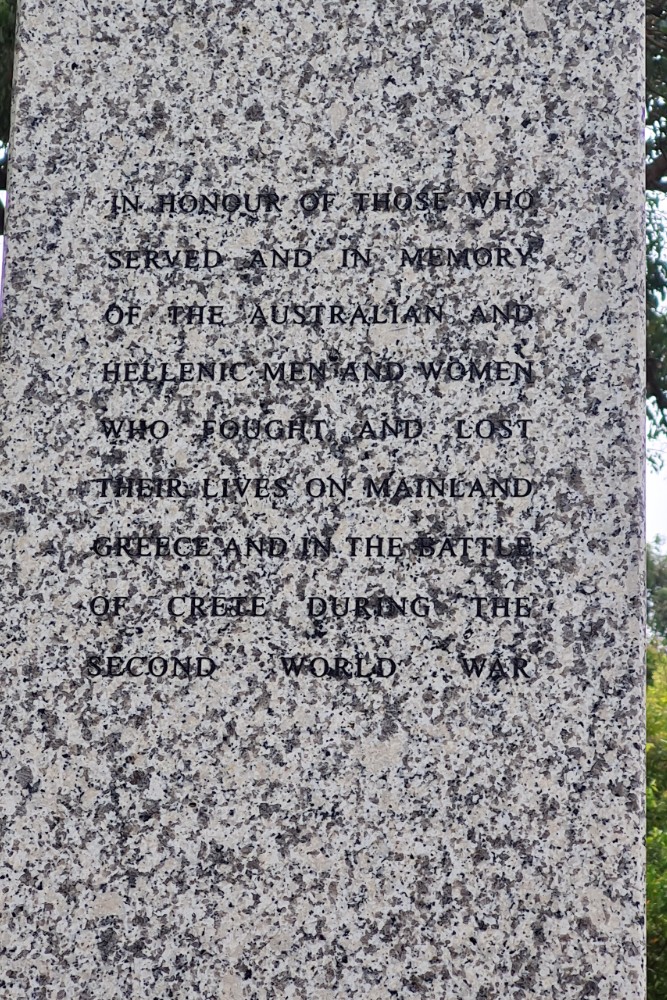 IN HONOUR OF THOSE WHO
SERVED AND IN MEMORY
OF THE AUSTRALIAN AND
HELLENIC MEN AND WOMEN
WHO FOUGHT AND LOST
THEIR LIVES ON MAINLAND
GREECE AND IN THE BATTLE
OF CRETE DURING THE
SECOND WORLD WAR